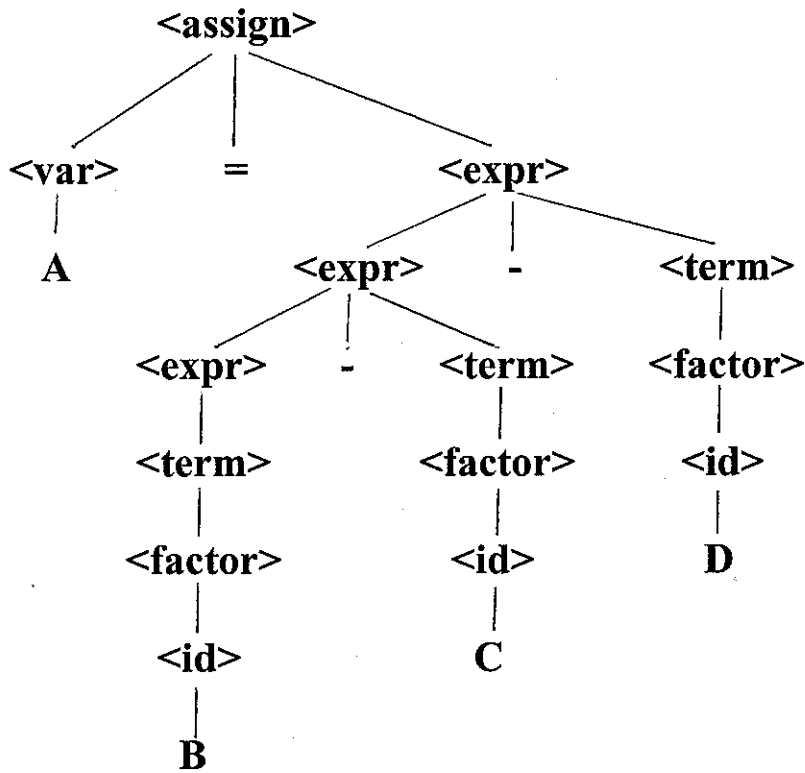 <assign>
<var> = <expr>
A
<expr> - <term>
<expr> - <term> <factor>
<term> <factor> <id>
<factor> <id> D
<id> C
B